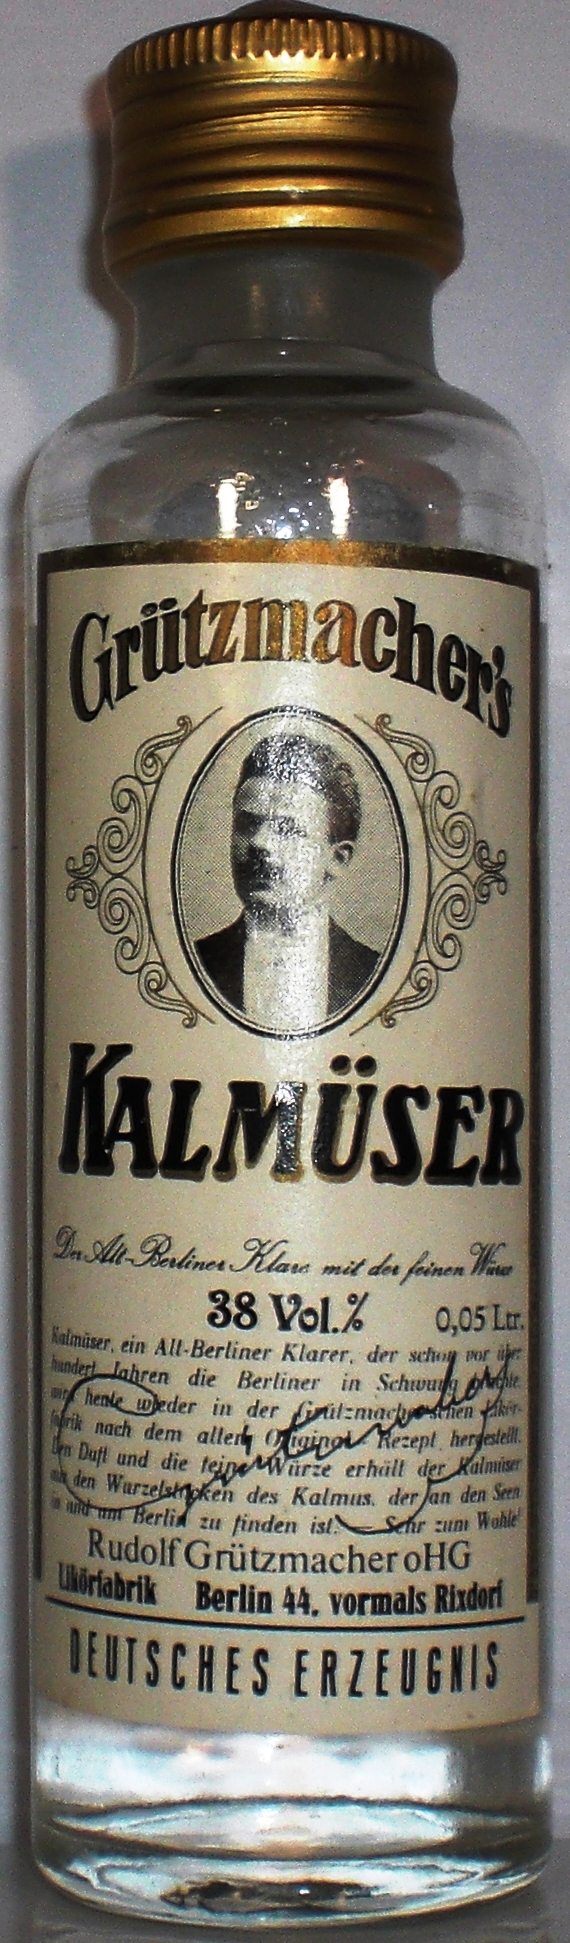 Grützmacher's
KALMÜSER
Der Alt-Berliner Klare mit der feinen Würze
38 Vol.% 0,05 Ltr.
Kalmüser, ein Alt-Berliner Klarer, der schon vor über
hundert Jahren die Berliner in Schwung brachte,
wird heute wieder in der Grützmacher'schen Likör-
fabrik nach dem alten Original-Rezept hergestellt.
Den Duft und die feine Würze erhält der Kalmüser
aus den Wurzelstöcken des Kalmus, der an den Seen
in und um Berlin zu finden ist. — Sehr zum Wohle!
Rudolf Grützmacher oHG
Likörfabrik Berlin 44, vormals Rixdorf
DEUTSCHES ERZEUGNIS